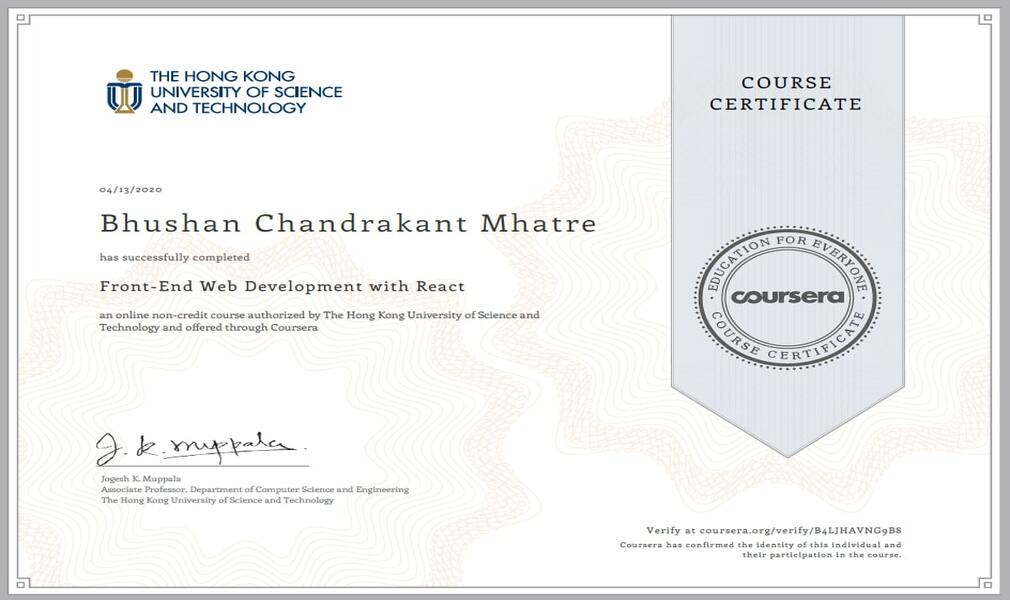 THE HONG KONG
UNIVERSITY OF SCIENCE
AND TECHNOLOGY
COURSE
CERTIFICATE
04/13/2020
Bhushan Chandrakant Mhatre
has successfully completed
Front-End Web Development with React
an online non-credit course authorized by The Hong Kong University of Science and
Technology and offered through Coursera
EDUCATION FOR EVERYONE
coursera
COURSE CERTIFICATE
J. K. Muppala
Jogesh K. Muppala
Associate Professor, Department of Computer Science and Engineering
The Hong Kong University of Science and Technology
Verify at coursera.org/verify/B4LJHAVNG9B8
Coursera has confirmed the identity of this individual and
their participation in the course.